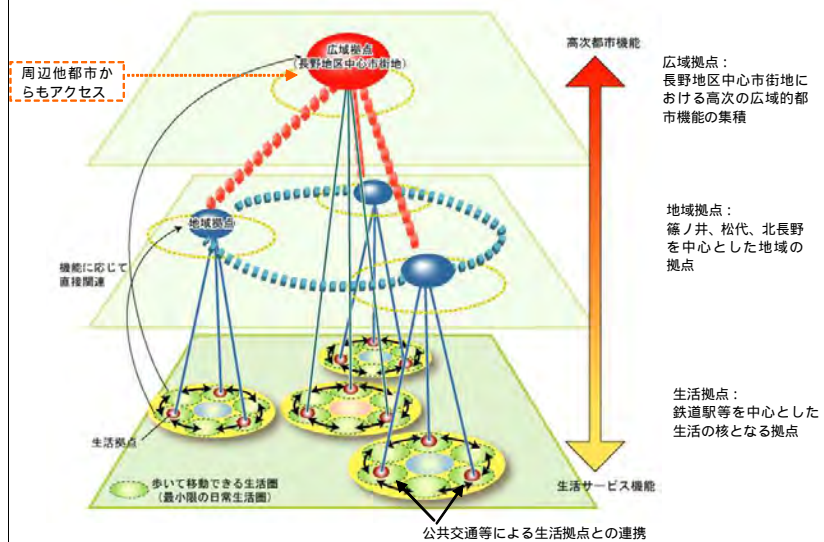 広域拠点
(長野地区中心市街地)
周辺他都市か
らもアクセス
高次都市機能
広域拠点：
長野地区中心市街地に
おける高次の広域的都
市機能の集積
地域拠点
機能に応じて
直接関連
地域拠点：
篠ノ井、松代、北長野
を中心とした地域の
拠点
生活拠点
歩いて移動できる生活圏
(最小限の日常生活圏)
生活拠点：
鉄道駅等を中心とした
生活の核となる拠点
生活サービス機能
公共交通等による生活拠点との連携